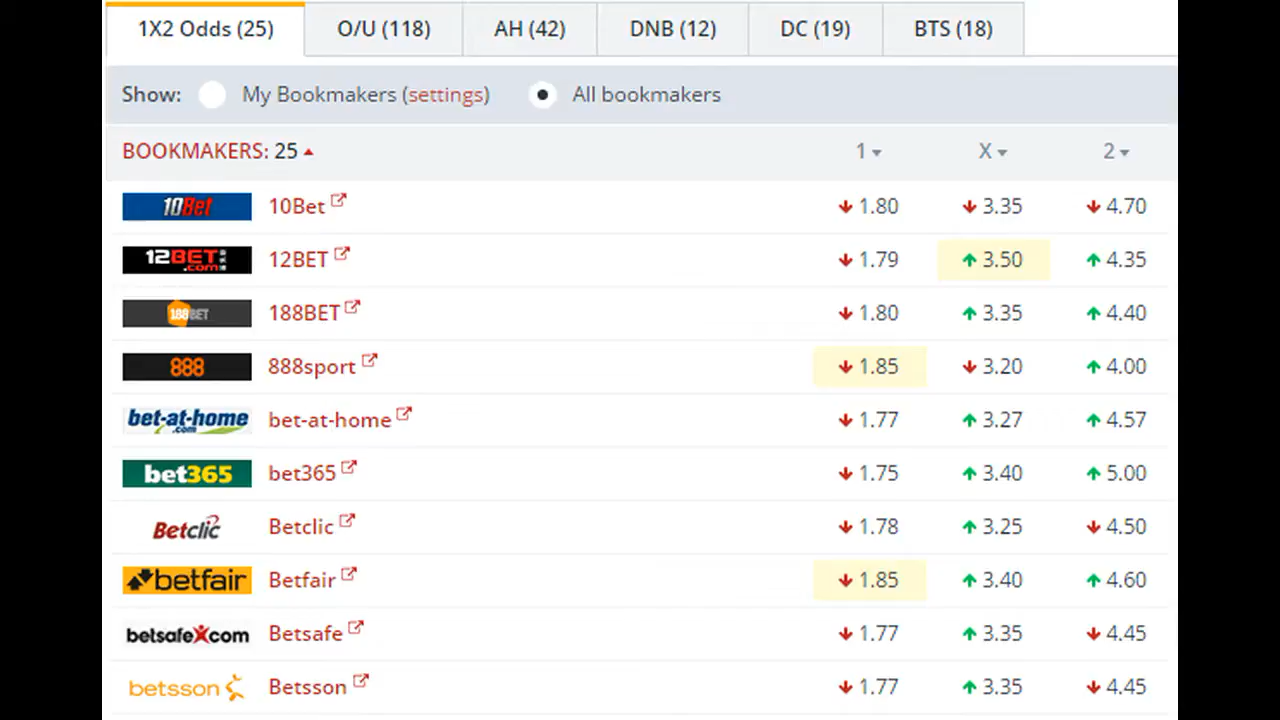 1X2 Odds (25) O/U (118) AH (42) DNB (12) DC (19) BTS (18)
Show: My Bookmakers (settings) All bookmakers
BOOKMAKERS: 25 1 X 2
10Bet 10Bet 1.80 3.35 4.70
12BET.com 12BET 1.79 3.50 4.35
188BET 188BET 1.80 3.35 4.40
888 888sport 1.85 3.20 4.00
bet-at-home.com bet-at-home 1.77 3.27 4.57
bet365 bet365 1.75 3.40 5.00
Betclic Betclic 1.78 3.25 4.50
betfair Betfair 1.85 3.40 4.60
betsafe.com Betsafe 1.77 3.35 4.45
betsson Betsson 1.77 3.35 4.45